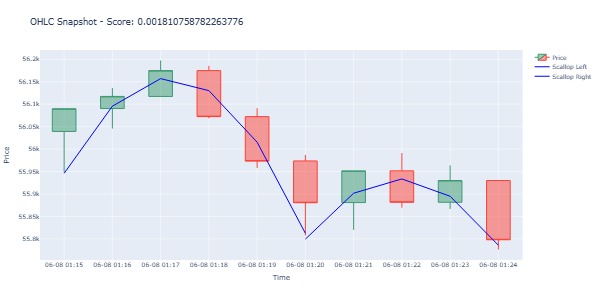 OHLC Snapshot - Score: 0.001810758782263776
56.2k
56.15k
56.1k
56.05k
56k
55.95k
55.9k
55.85k
55.8k
Price
06-08 01:15
06-08 01:16
06-08 01:17
06-08 01:18
06-08 01:19
06-08 01:20
06-08 01:21
06-08 01:22
06-08 01:23
06-08 01:24
Time
Price
Scallop Left
Scallop Right